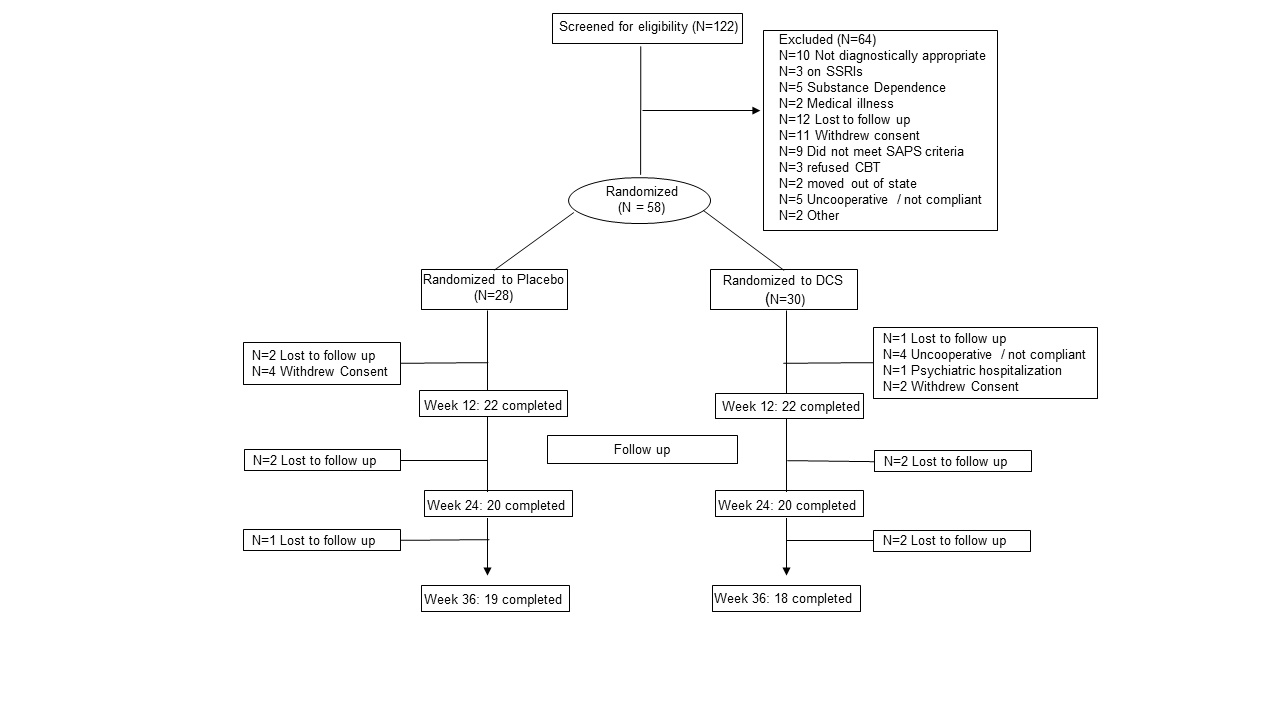 Screened for eligibility (N=122)
Excluded (N=64)
N=10 Not diagnostically appropriate
N=3 on SSRIs
N=5 Substance Dependence
N=2 Medical illness
N=12 Lost to follow up
N=11 Withdrew consent
N=9 Did not meet SAPS criteria
N=3 refused CBT
N=2 moved out of state
N=5 Uncooperative / not compliant
N=2 Other
Randomized
(N = 58)
Randomized to Placebo
(N=28)
Randomized to DCS
(N=30)
N=2 Lost to follow up
N=4 Withdrew Consent
N=1 Lost to follow up
N=4 Uncooperative / not compliant
N=1 Psychiatric hospitalization
N=2 Withdrew Consent
Week 12: 22 completed
Week 12: 22 completed
Follow up
N=2 Lost to follow up
N=2 Lost to follow up
Week 24: 20 completed
Week 24: 20 completed
N=1 Lost to follow up
N=2 Lost to follow up
Week 36: 19 completed
Week 36: 18 completed